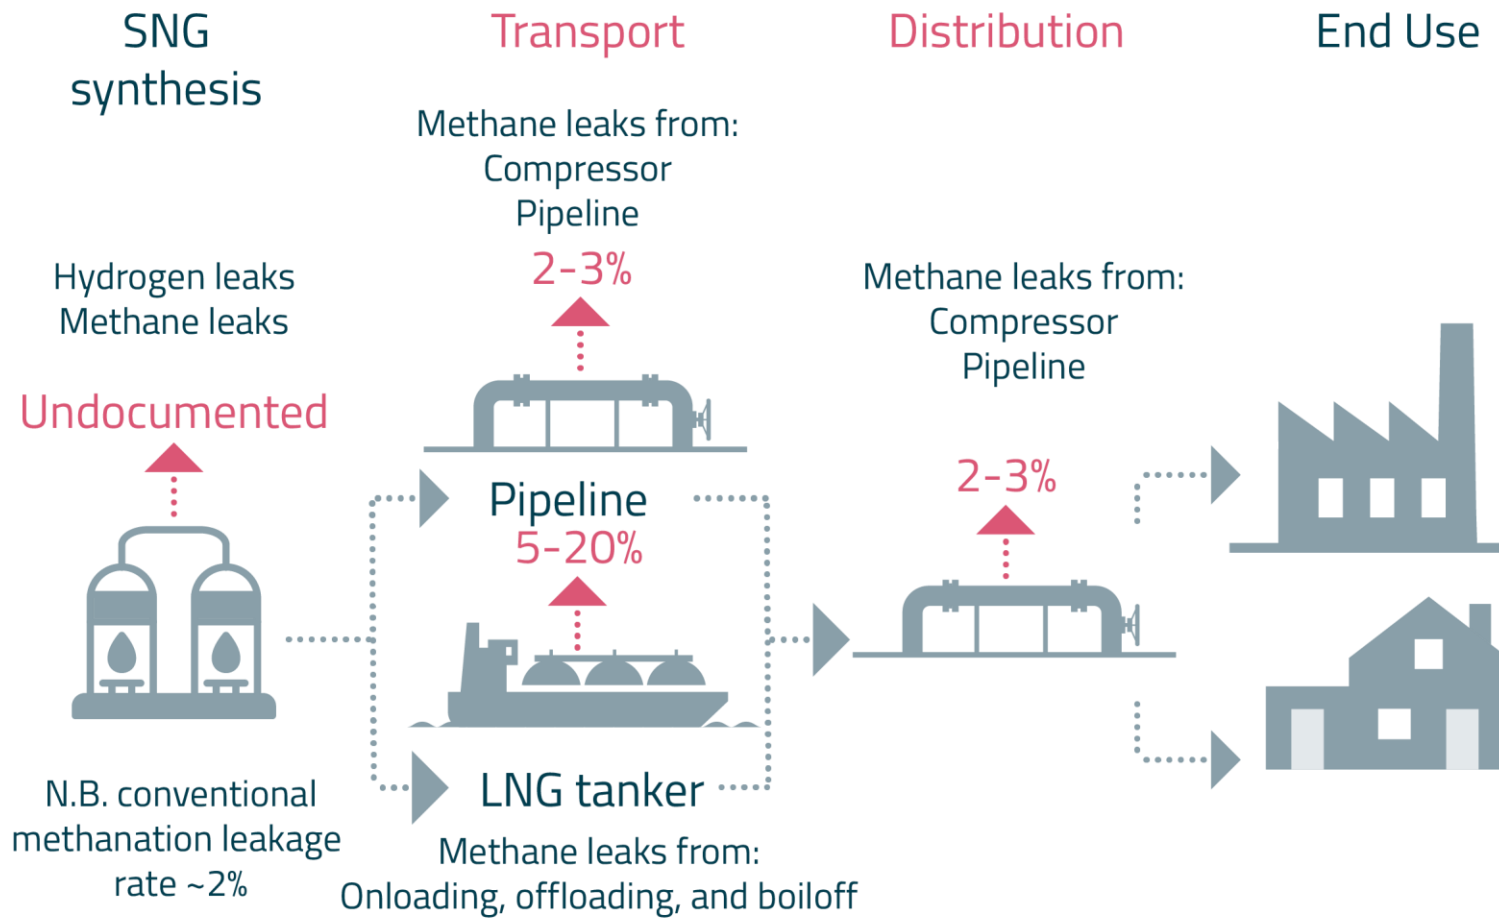 SNG
synthesis
Transport
Distribution
End Use
Hydrogen leaks
Methane leaks
Undocumented
N.B. conventional
methanation leakage
rate ~2%
Methane leaks from:
Compressor
Pipeline
2-3%
Pipeline
5-20%
LNG tanker
Methane leaks from:
Onloading, offloading, and boiloff
Methane leaks from:
Compressor
Pipeline
2-3%